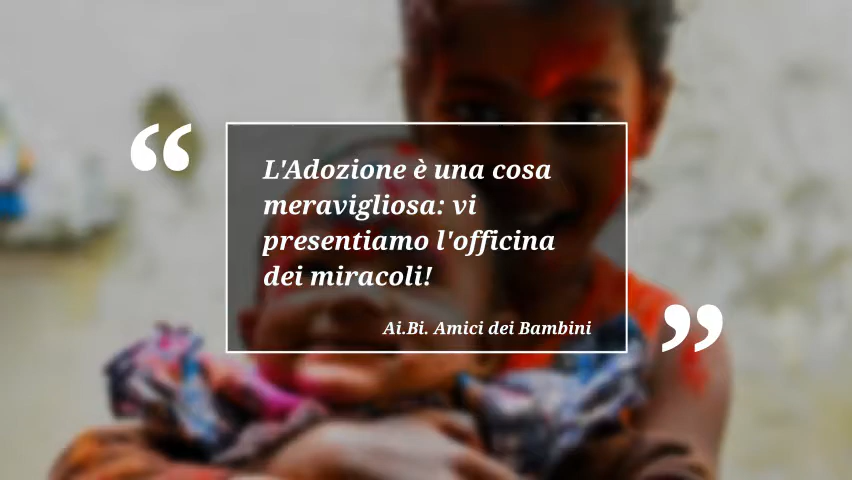 “
L'Adozione è una cosa
meravigliosa: vi
presentiamo l'officina
dei miracoli!
Ai.Bi. Amici dei Bambini
”